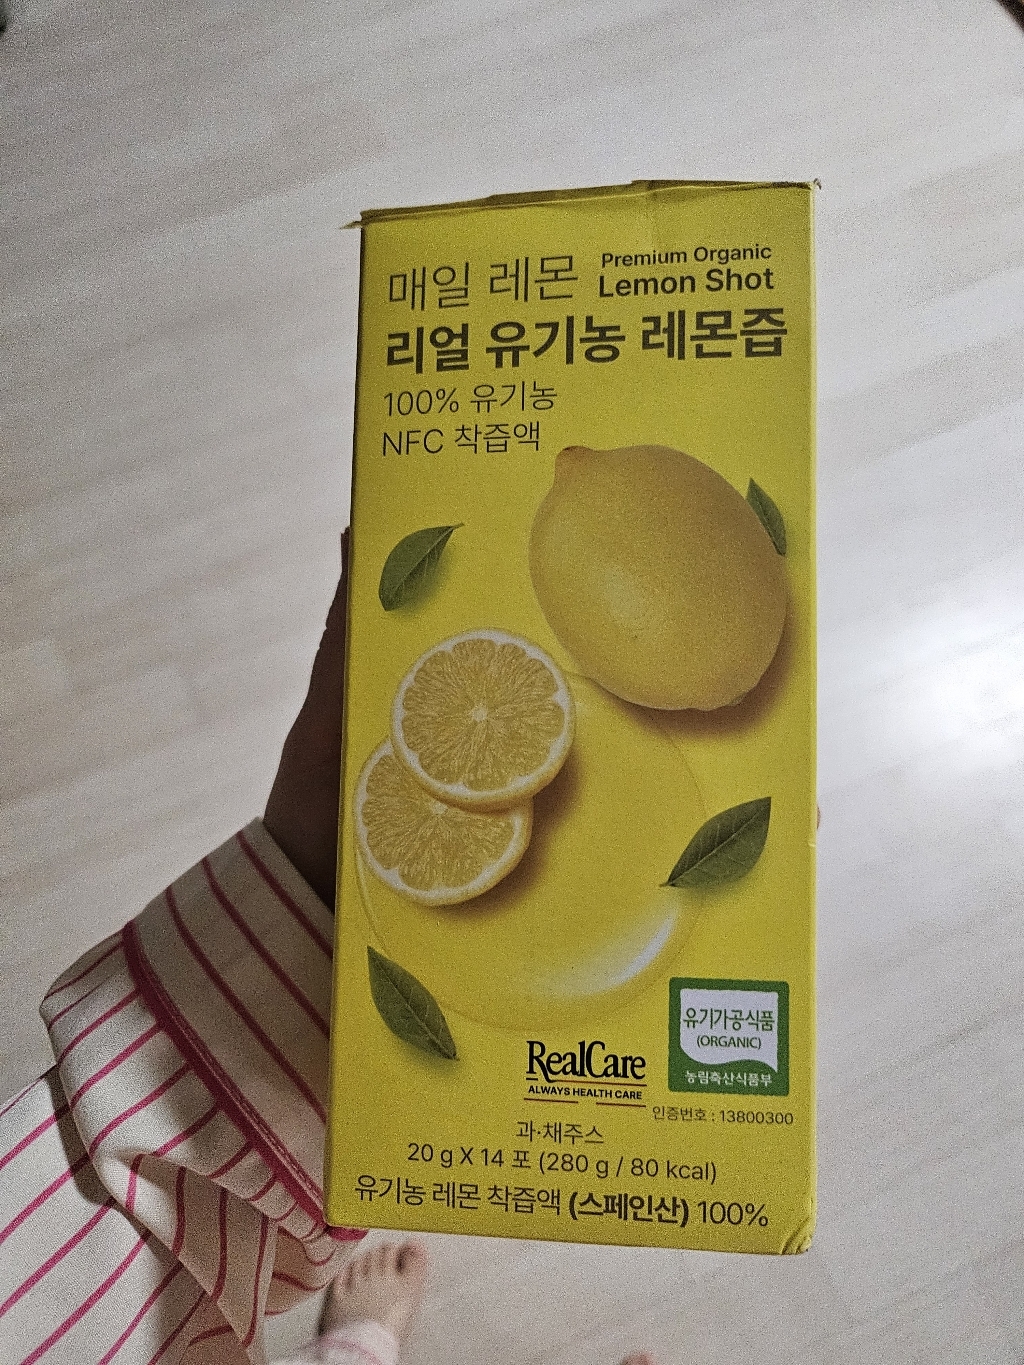 매일 레몬
Premium Organic
Lemon Shot
리얼 유기농 레몬즙
100% 유기농
NFC 착즙액
유기가공식품
(ORGANIC)
농림축산식품부
RealCare
ALWAYS HEALTH CARE
인증번호 : 13800300
과·채주스
20 g X 14 포 (280 g / 80 kcal)
유기농 레몬 착즙액 (스페인산) 100%